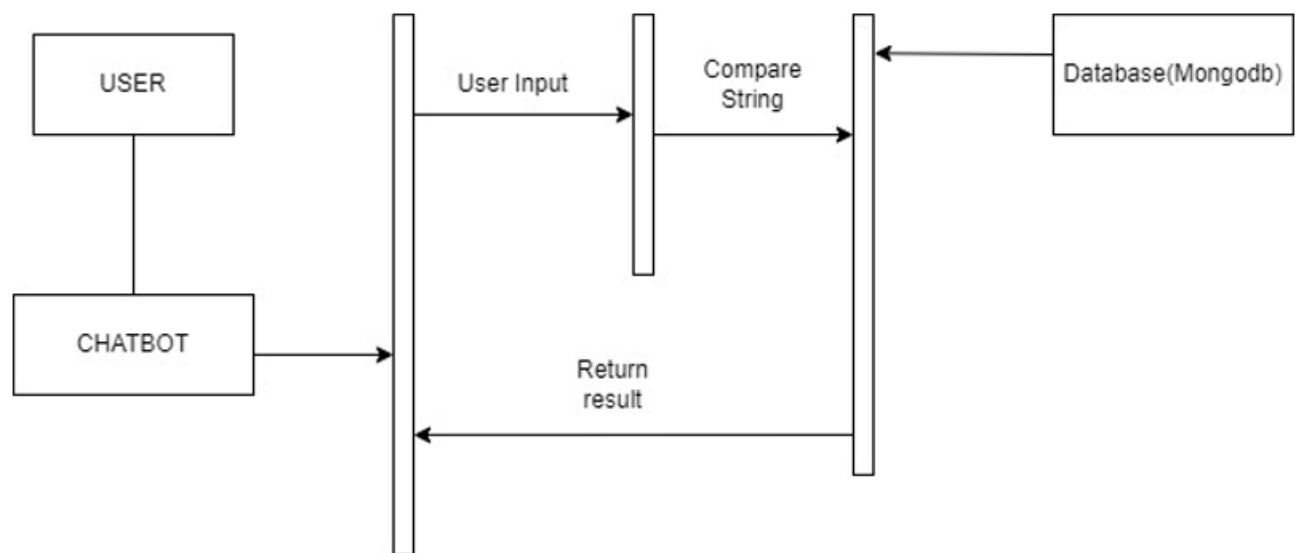 USER
User Input
Compare
String
Database(Mongodb)
CHATBOT
Return
result